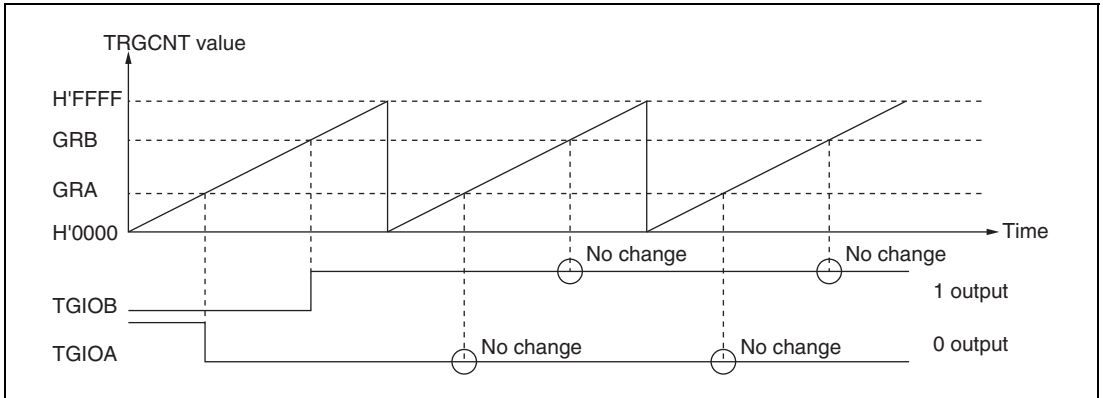 TRGCNT value
H'FFFF
GRB
GRA
H'0000
Time
No change
No change
TGIOB
1 output
No change
No change
TGIOA
0 output